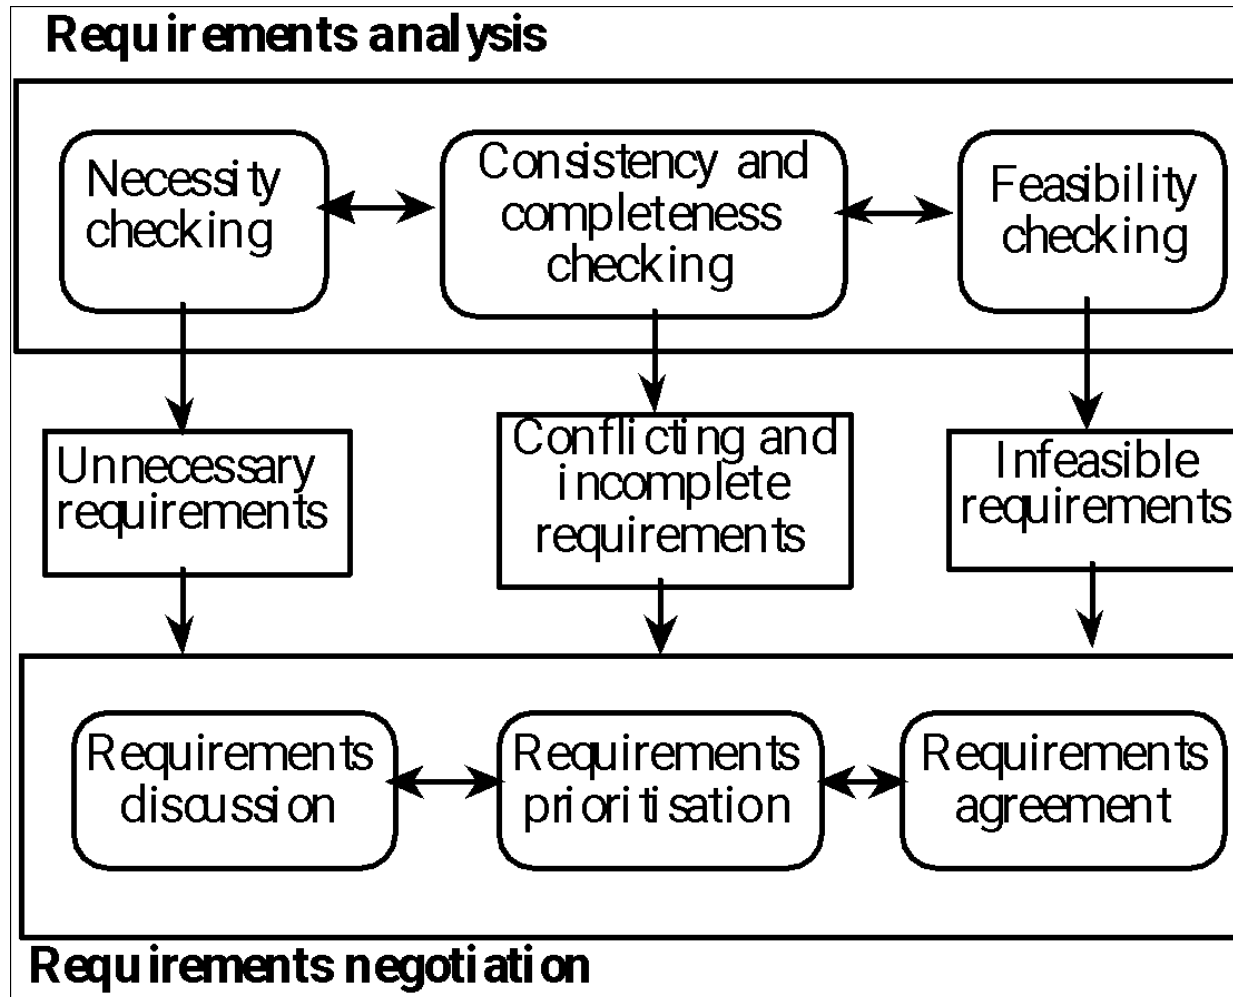 Requirements analysis
Necessity
checking
Consistency and
completeness
checking
Feasibility
checking
Unnecessary
requirements
Conflicting and
incomplete
requirements
Infeasible
requirements
Requirements
discussion
Requirements
prioritisation
Requirements
agreement
Requirements negotiation